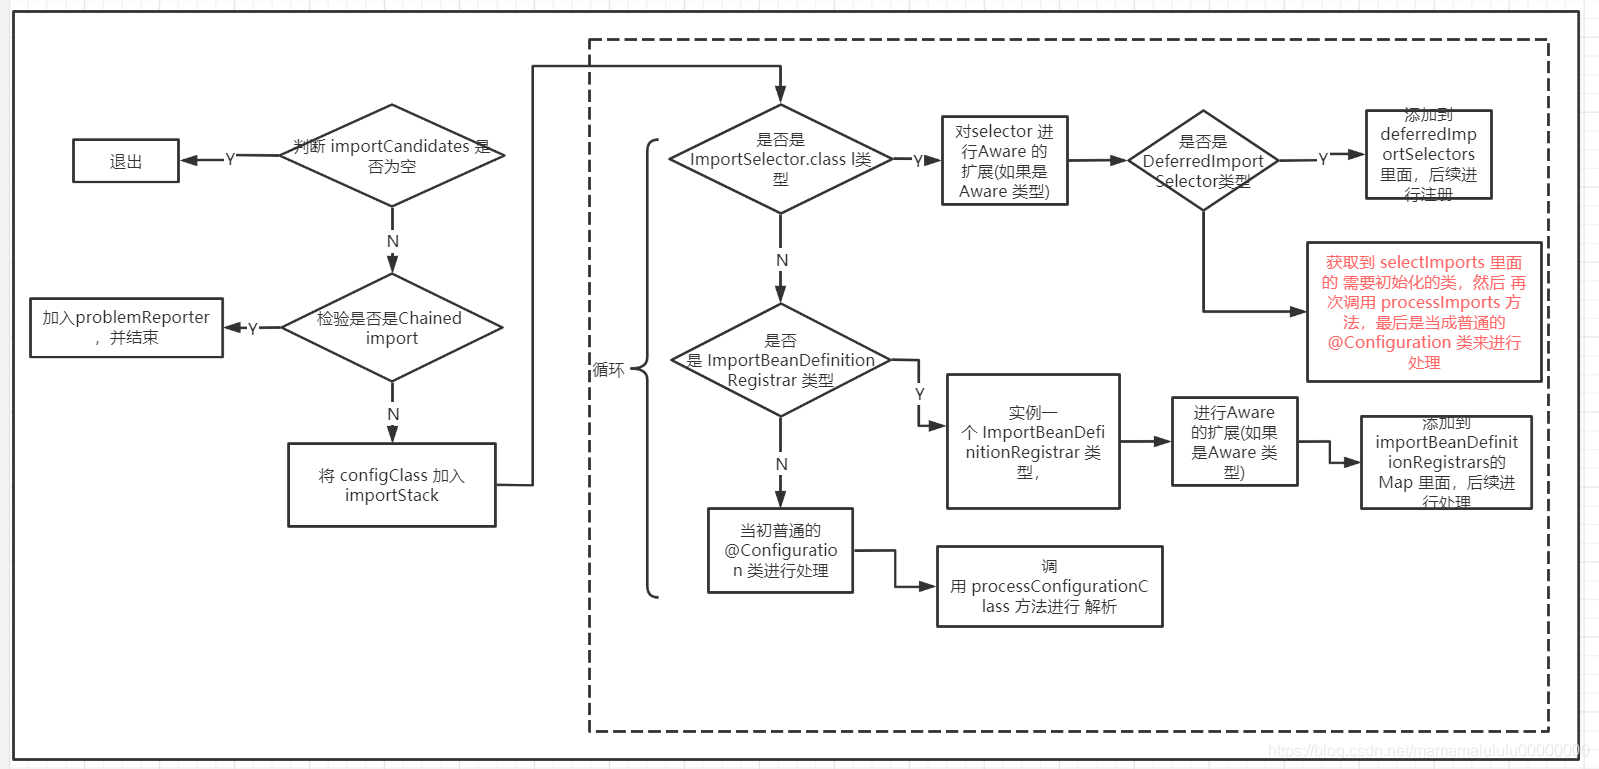 判断 importCandidates 是
否为空
Y
退出
N
检验是否是Chained
import
Y
加入problemReporter
，并结束
N
将 configClass 加入
importStack
循环
是否是
ImportSelector.class l类
型
Y
对selector 进
行Aware 的
扩展(如果是
Aware 类型)
是否是
DeferredImport
Selector类型
Y
添加到
deferredImp
ortSelectors
里面，后续进
行注册
获取到 selectImports 里面
的 需要初始化的类，然后 再
次调用 processImports 方
法，最后是当成普通的
@Configuration 类来进行
处理
N
是否
是 ImportBeanDefinition
Registrar 类型
Y
实例一
个 ImportBeanDefi
nitionRegistrar 类
型，
进行Aware
的扩展(如果
是Aware 类
型)
添加到
importBeanDefinit
ionRegistrars的
Map 里面，后续进
行处理
N
当初普通的
@Configuratio
n 类进行处理
调
用 processConfigurationC
lass 方法进行 解析
https://blog.csdn.net/mamamalululu00000000